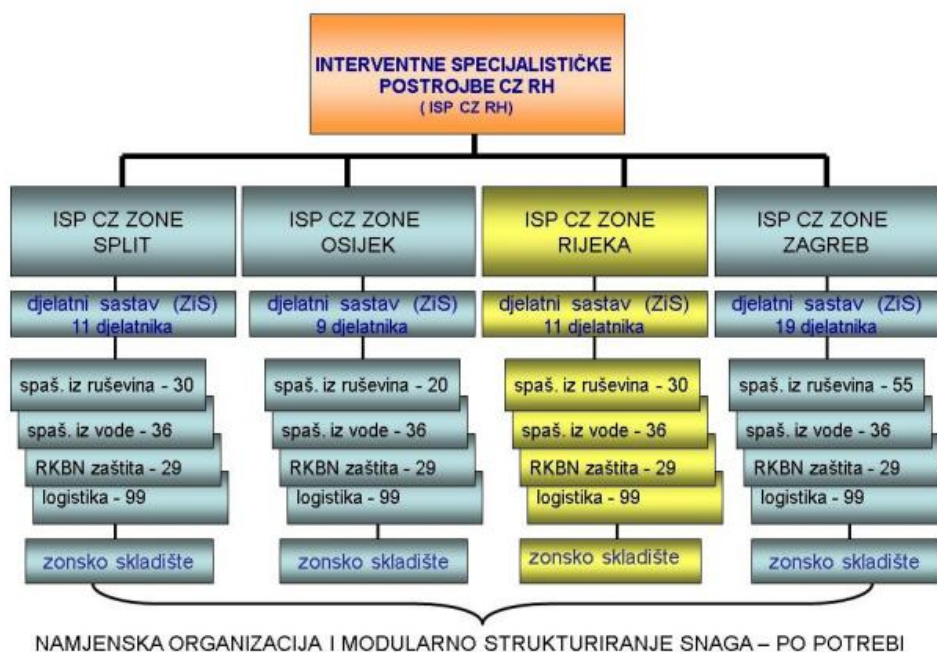 INTERVENTNE SPECIJALISTIČKE
POSTROJBE CZ RH
( ISP CZ RH)
ISP CZ ZONE
SPLIT
djelatni sastav (ZiS)
11 djelatnika
spaš. iz ruševina - 30
spaš. iz vode - 36
RKBN zaštita - 29
logistika - 99
zonsko skladište
ISP CZ ZONE
OSIJEK
djelatni sastav (ZiS)
9 djelatnika
spaš. iz ruševina - 20
spaš. iz vode - 36
RKBN zaštita - 29
logistika - 99
zonsko skladište
ISP CZ ZONE
RIJEKA
djelatni sastav (ZiS)
11 djelatnika
spaš. iz ruševina - 30
spaš. iz vode - 36
RKBN zaštita - 29
logistika - 99
zonsko skladište
ISP CZ ZONE
ZAGREB
djelatni sastav (ZiS)
19 djelatnika
spaš. iz ruševina - 55
spaš. iz vode - 36
RKBN zaštita - 29
logistika - 99
zonsko skladište
NAMJENSKA ORGANIZACIJA I MODULARNO STRUKTURIRANJE SNAGA – PO POTREBI